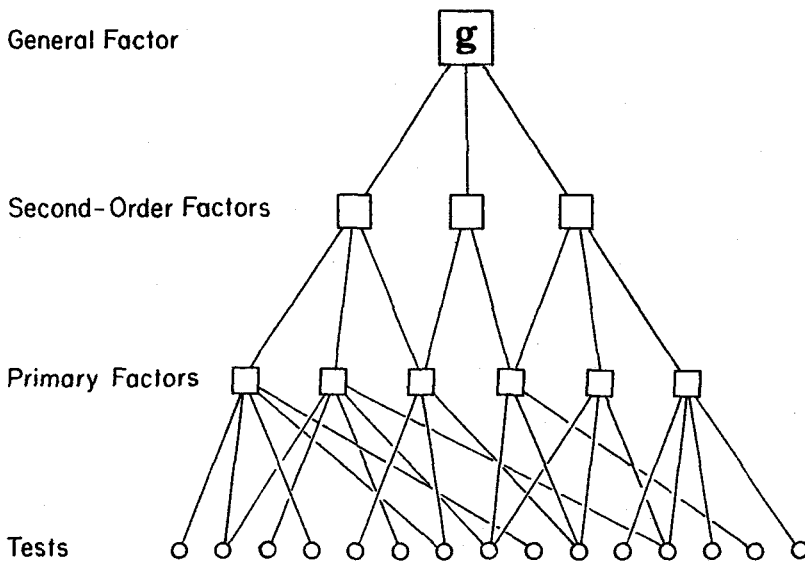 General Factor
g
Second-Order Factors
Primary Factors
Tests